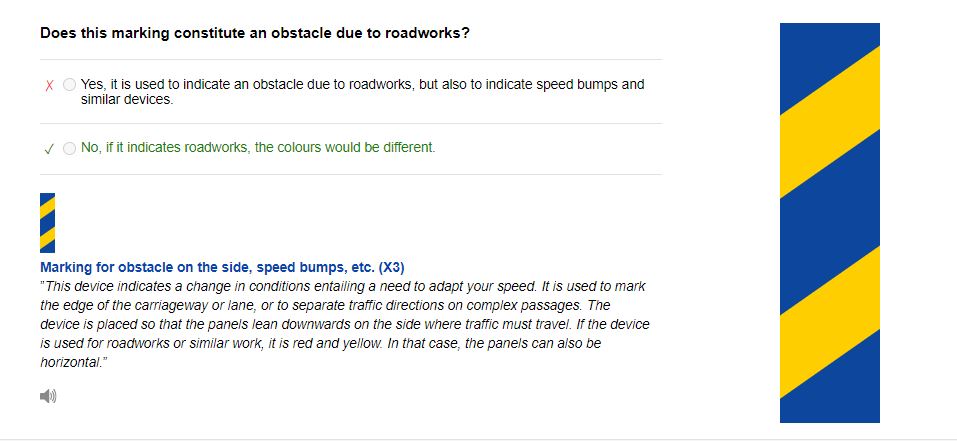 Does this marking constitute an obstacle due to roadworks?
Yes, it is used to indicate an obstacle due to roadworks, but also to indicate speed bumps and
similar devices.
No, if it indicates roadworks, the colours would be different.
Marking for obstacle on the side, speed bumps, etc. (X3)
"This device indicates a change in conditions entailing a need to adapt your speed. It is used to mark
the edge of the carriageway or lane, or to separate traffic directions on complex passages. The
device is placed so that the panels lean downwards on the side where traffic must travel. If the device
is used for roadworks or similar work, it is red and yellow. In that case, the panels can also be
horizontal."